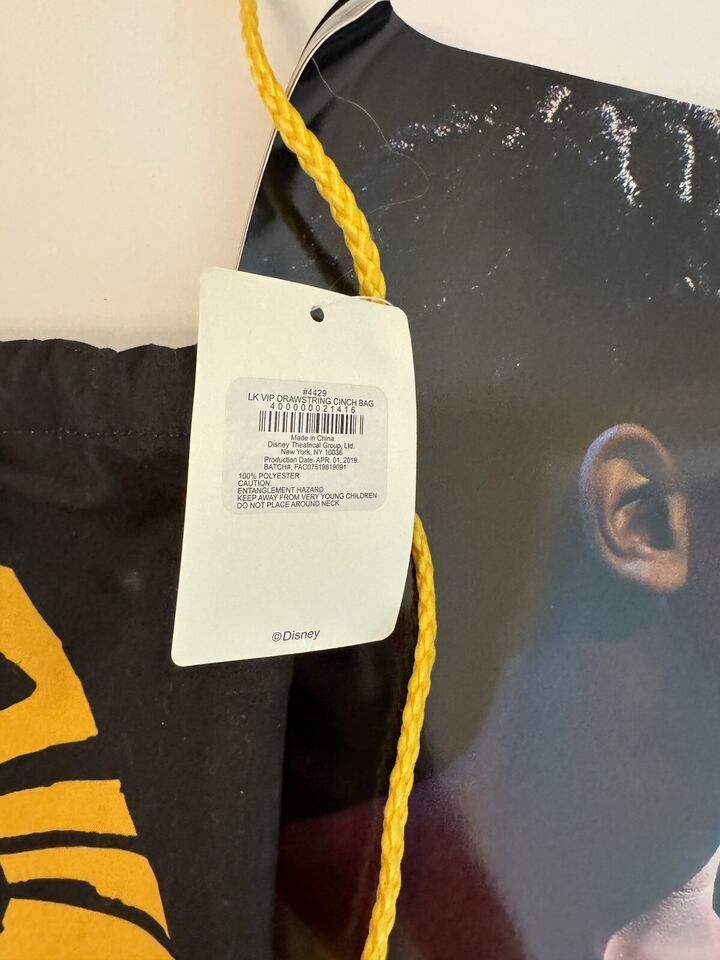 #4429
LK VIP DRAWSTRING CINCH BAG
400000021416
Made in China
Disney Theatrical Group, Ltd.
New York, NY 10036
Production Date: APR. 01, 2019.
BATCH#: FAC07519819091
100% POLYESTER
CAUTION:
ENTANGLEMENT HAZARD
KEEP AWAY FROM VERY YOUNG CHILDREN
DO NOT PLACE AROUND NECK
©Disney